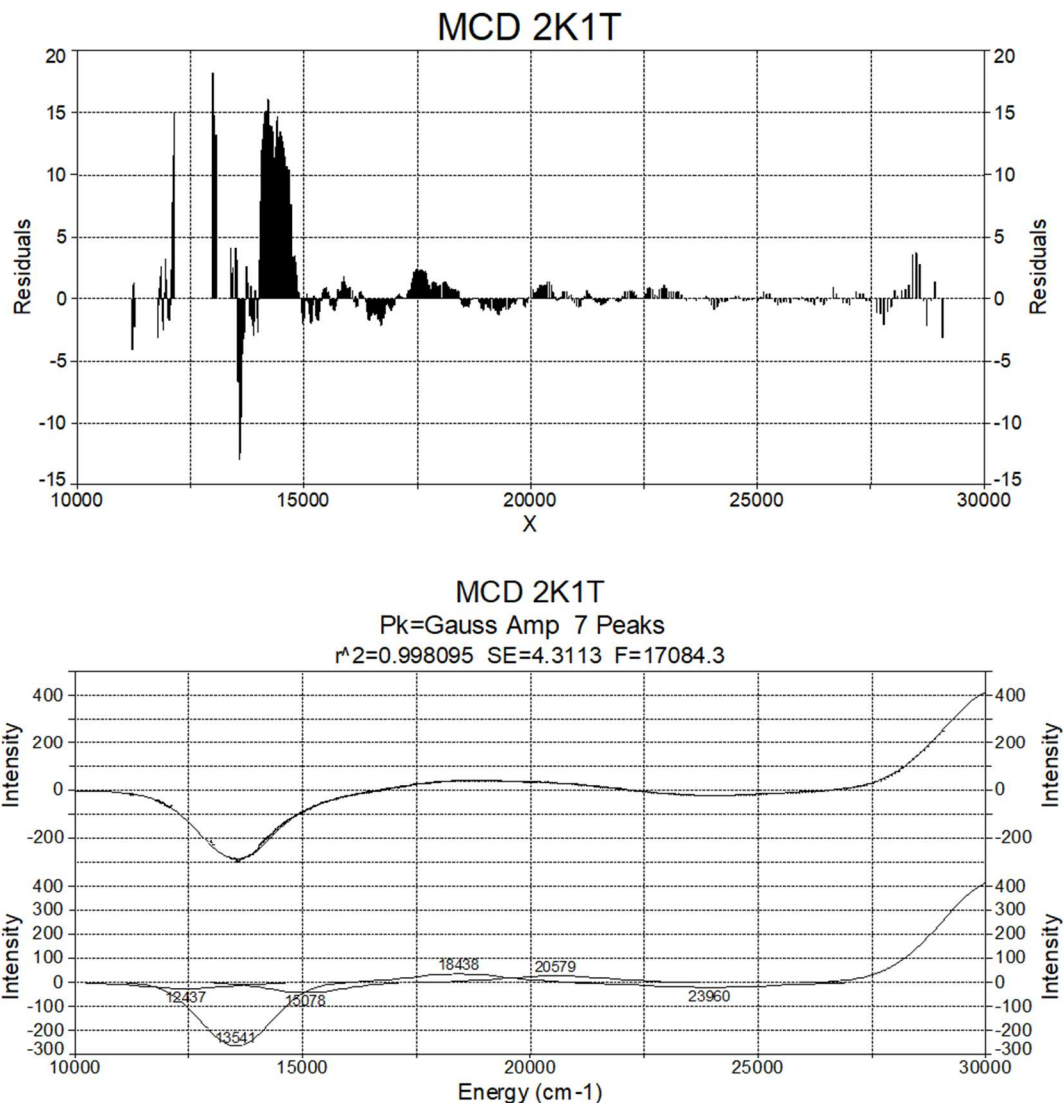 MCD 2K1T
20 20
15 15
10 10
5 5
0 0
-5 -5
-10 -10
-15 -15
Residuals Residuals
10000 15000 20000 25000 30000
X
MCD 2K1T
Pk=Gauss Amp 7 Peaks
r^2=0.998095 SE=4.3113 F=17084.3
400 400
200 200
0 0
-200 -200
Intensity Intensity
400 400
300 300
200 200
100 100
0 0
-100 -100
-200 -200
-300 -300
Intensity Intensity
18438 20579
12437 15078 23960
13541
10000 15000 20000 25000 30000
Energy (cm-1)